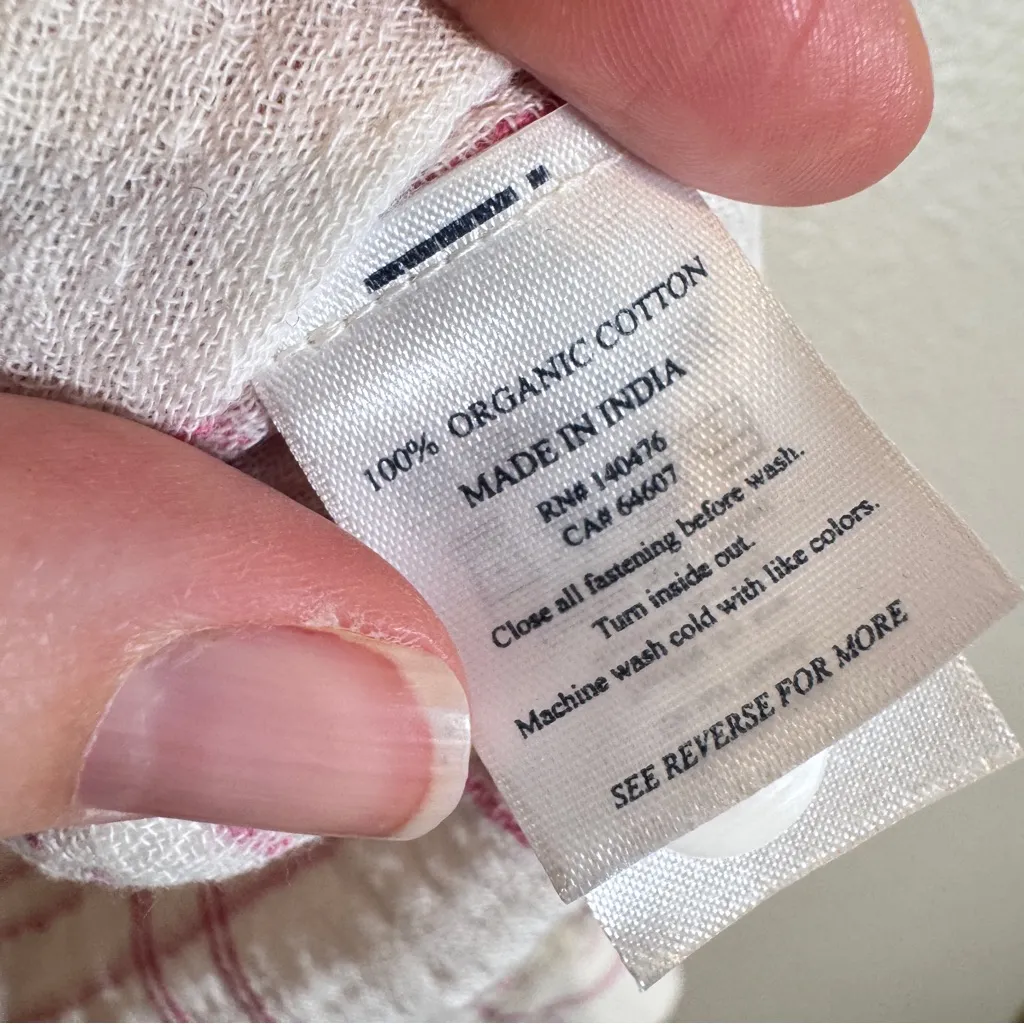 100% ORGANIC COTTON
MADE IN INDIA
RN# 140476
CA# 64607
Close all fastening before wash.
Turn inside out.
Machine wash cold with like colors.
SEE REVERSE FOR MORE